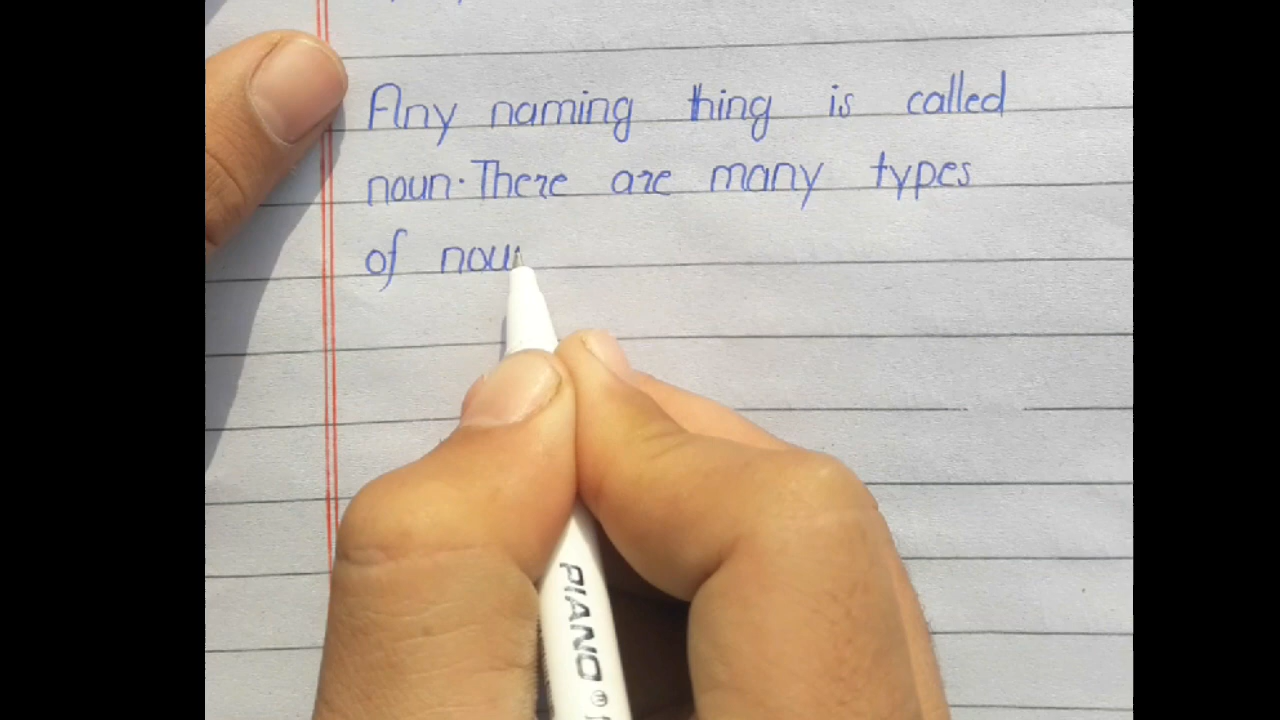 Any naming thing is called
noun. There are many types
of nou
PIANO ®